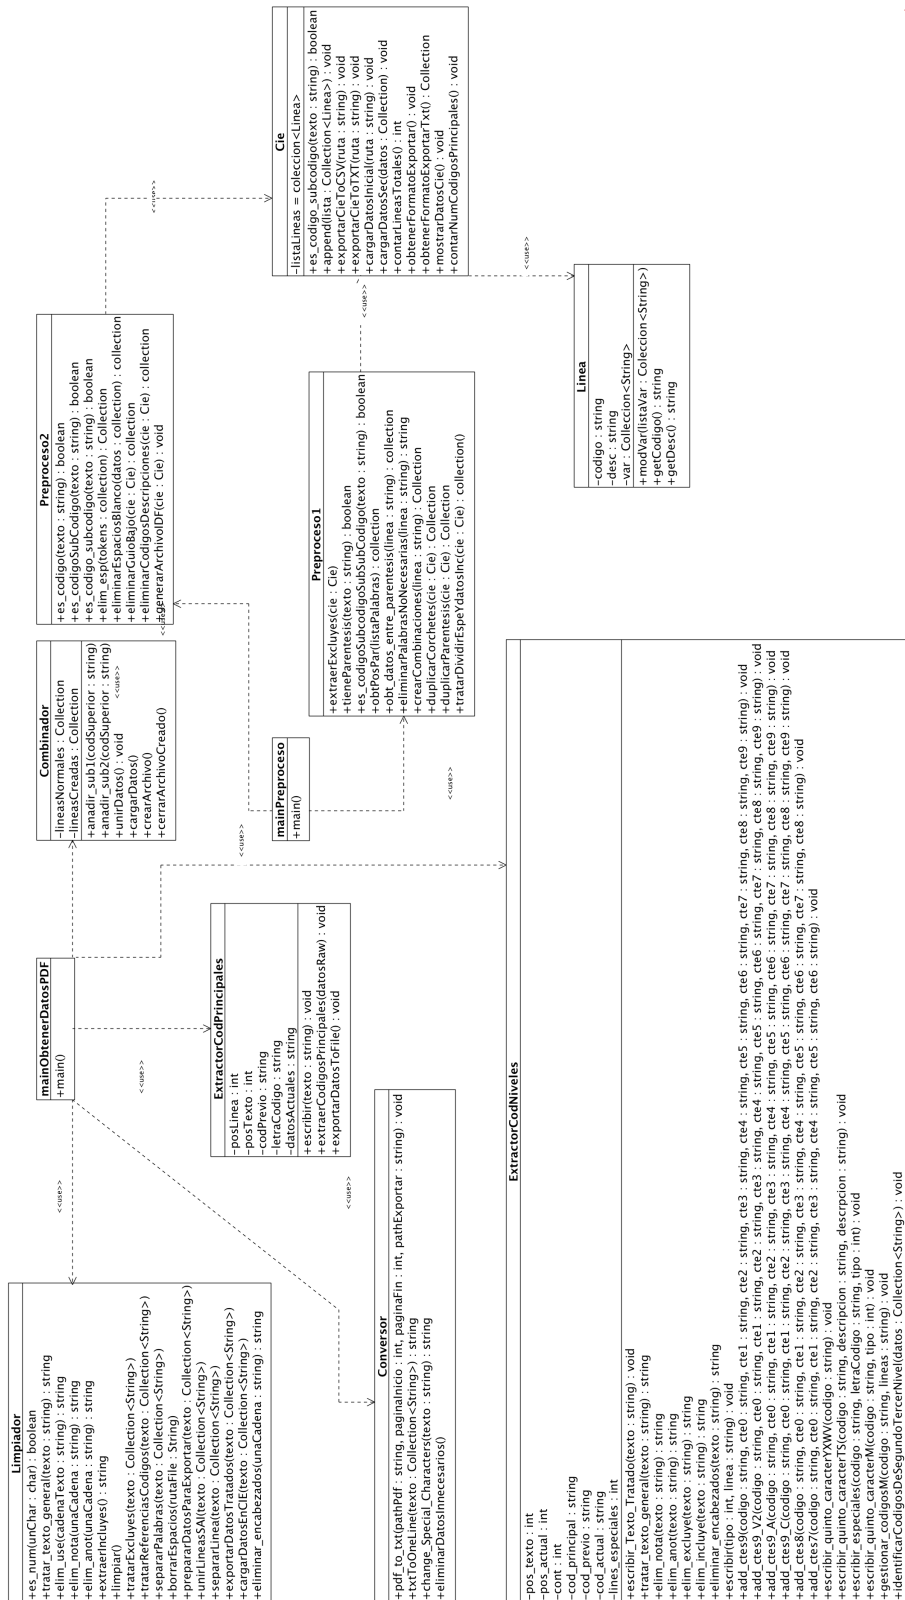 Limpiador
+es_num(unChar : char) : boolean
+tratar_texto_general(texto : string) : string
+elim_use(cadenaTexto : string) : string
+elim_nota(unaCadena : string) : string
+elim_anot(unaCadena : string) : string
+extraerIncluyes() : string
+limpiar()
+tratarExcluyes(texto : Collection<String>)
+tratarReferenciasCodigos(texto : Collection<String>)
+separarPalabras(texto : Collection<String>)
+borrarEspacios(rutaFile : String)
+prepararDatosParaExportar(texto : Collection<String>)
+unirLineasSAI(texto : Collection<String>)
+separarLinea(texto : Collection<String>)
+exportarDatosTratados(texto : Collection<String>)
+cargarDatosEnCIE(texto : Collection<String>)
+eliminar_encabezados(unaCadena : string) : string
<<use>>
mainObtenerDatosPDF
+main()
<<use>>
<<use>>
<<use>>
<<use>>
Combinador
-lineasNormales : Collection
-lineasCreadas : Collection
+anadir_sub1(codSuperior : string)
+anadir_sub2(codSuperior : string)
+unirDatos() : void
+cargarDatos()
+crearArchivo()
+cerrarArchivoCreado()
Preproceso2
+es_codigo(texto : string) : boolean
+es_codigoSubCodigo(texto : string) : boolean
+es_codigo_subcodigo(texto : string) : boolean
+elim_esp(tokens : collection) : Collection
+eliminarEspaciosBlanco(datos : collection) : collection
+eliminarGuioBajo(cie : Cie) : collection
+eliminarCodigosDescripciones(cie : Cie) : collection
+generarArchivoIDF(cie : Cie) : void
<<use>>
<<use>>
ExtractorCodPrincipales
-posLinea : int
-posTexto : int
-codPrevio : string
-letraCodigo : string
-datosActuales : string
+escribir(texto : string) : void
+extraerCodigosPrincipales(datosRaw) : void
+exportarDatosToFile() : void
mainPreproceso
+main()
<<use>>
Preproceso1
+extraerExcluyes(cie : Cie)
+tieneParentesis(texto : string) : boolean
+es_codigoSubcodigoSubSubCodigo(texto : string) : boolean
+obtPosPar(listaPalabras) : collection
+obt_datos_entre_parentesis(linea : string) : collection
+eliminarPalabrasNoNecesarias(linea : string) : string
+crearCombinaciones(linea : string) : Collection
+duplicarCorchetes(cie : Cie) : Collection
+duplicarParentesis(cie : Cie) : Collection
+tratarDividirEspeYdatosInc(cie : Cie) : collection()
<<use>>
Cie
-listaLineas = coleccion<Linea>
+es_codigo_subcodigo(texto : string) : boolean
+append(lista : Collection<Linea>) : void
+exportarCieToCSV(ruta : string) : void
+exportarCieToTXT(ruta : string) : void
+cargarDatosInicial(ruta : string) : void
+cargarDatosSec(datos : Collection) : void
+contarLineasTotales() : int
+obtenerFormatoExportar() : void
+obtenerFormatoExportarTxt() : Collection
+mostrarDatosCie() : void
+contarNumCodigosPrincipales() : void
<<use>>
Conversor
+pdf_to_txt(pathPdf : string, paginaInicio : int, paginaFin : int, pathExportar : string) : void
+txtToOneLine(texto : Collection<String>) : string
+change_Special_Characters(texto : string) : string
+eliminarDatosInnecesarios()
Linea
-codigo : string
-desc : string
-var : Colleccion<String>
+modVar(listaVar : Coleccion<String>)
+getCodigo() : string
+getDesc() : string
ExtractorCodNiveles
-pos_texto : int
-pos_actual : int
-cont : int
-cod_principal : string
-cod_previo : string
-cod_actual : string
-lines_especiales : int
+escribir_Texto_Tratado(texto : string) : void
+tratar_texto_general(texto : string) : string
+elim_nota(texto : string) : string
+elim_anot(texto : string) : string
+elim_excluye(texto : string) : string
+elim_incluye(texto : string) : string
+eliminar_encabezados(texto : string) : string
+escribir(tipo : int, linea : string) : void
+add_ctes9(codigo : string, cte0 : string, cte1 : string, cte2 : string, cte3 : string, cte4 : string, cte5 : string, cte6 : string, cte7 : string, cte8 : string, cte9 : string) : void
+add_ctes9_V2(codigo : string, cte0 : string, cte1 : string, cte2 : string, cte3 : string, cte4 : string, cte5 : string, cte6 : string, cte7 : string, cte8 : string, cte9 : string) : void
+add_ctes9_A(codigo : string, cte0 : string, cte1 : string, cte2 : string, cte3 : string, cte4 : string, cte5 : string, cte6 : string, cte7 : string, cte8 : string, cte9 : string) : void
+add_ctes9_C(codigo : string, cte0 : string, cte1 : string, cte2 : string, cte3 : string, cte4 : string, cte5 : string, cte6 : string, cte7 : string, cte8 : string, cte9 : string) : void
+add_ctes8(codigo : string, cte0 : string, cte1 : string, cte2 : string, cte3 : string, cte4 : string, cte5 : string, cte6 : string, cte7 : string, cte8 : string) : void
+add_ctes7(codigo : string, cte0 : string, cte1 : string, cte2 : string, cte3 : string, cte4 : string, cte5 : string, cte6 : string) : void
+escribir_quinto_caracterYXWV(codigo : string) : void
+escribir_quinto_caracterTS(codigo : string, descripcion : string, descrpcion : string) : void
+escribir_especiales(codigo : string, letraCodigo : string, tipo : int) : void
+escribir_quinto_caracterM(codigo : string, tipo : int) : void
+gestionar_codigosM(codigo : string, lineas : string) : void
+identificarCodigosDeSegundoTercerNivel(datos : Collection<String>) : void